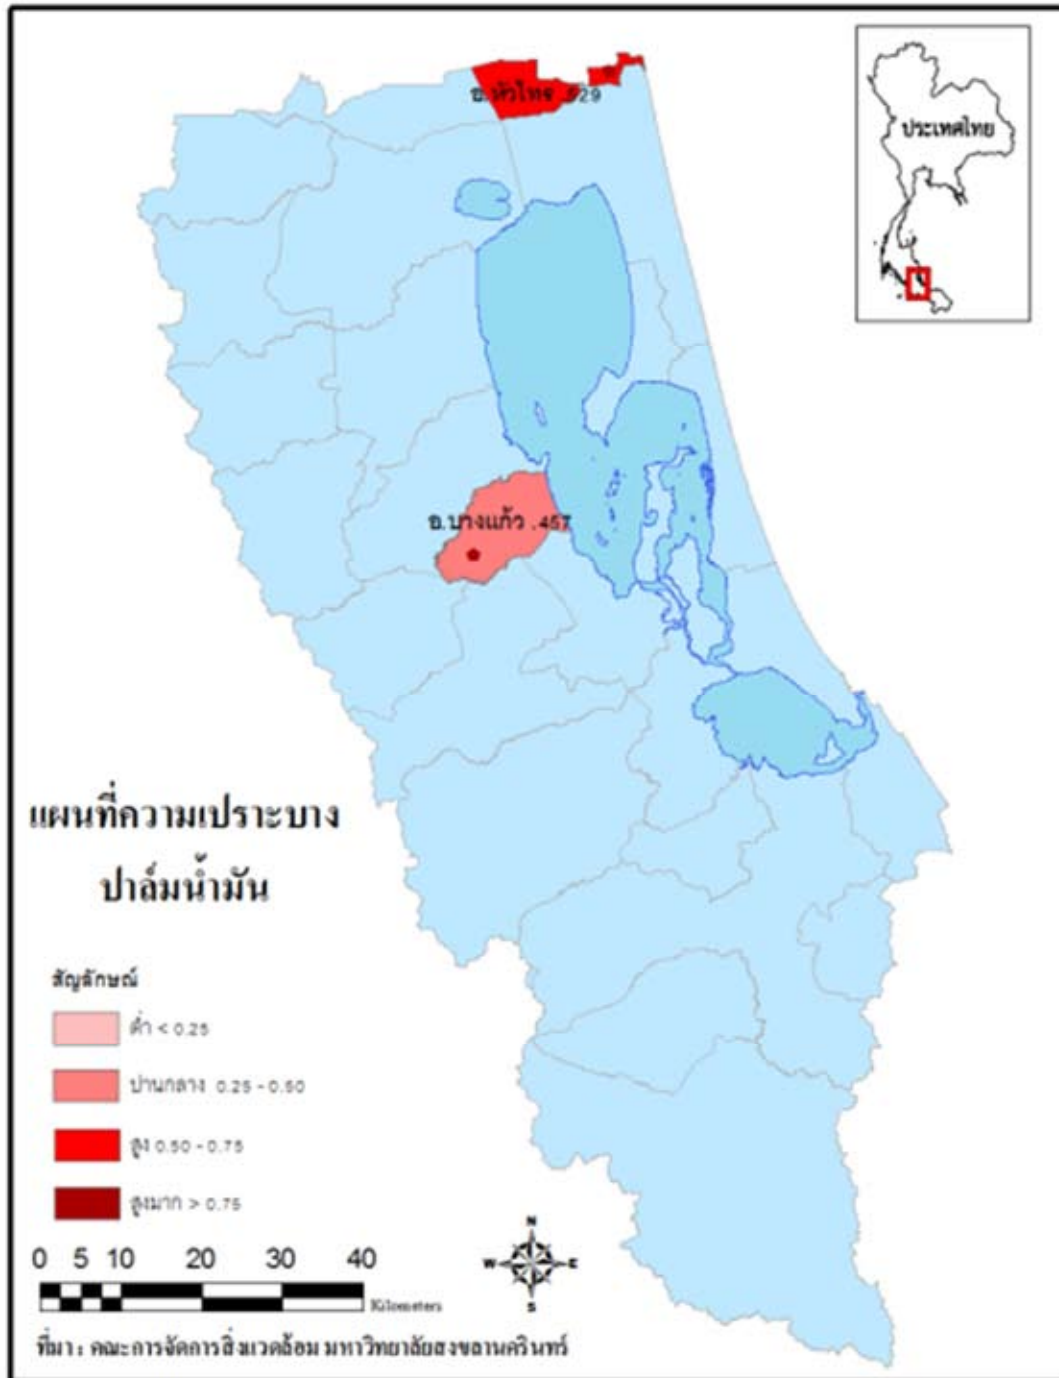 อ.หัวไทร .529
ประเทศไทย
อ.บางแก้ว .457
แผนที่ความเปราะบาง
ปาล์มน้ำมัน
สัญลักษณ์
ต่ำ < 0.25
ปานกลาง 0.25 - 0.50
สูง 0.50 - 0.75
สูงมาก > 0.75
0 5 10 20 30 40
Kilometers
N
W E
S
ที่มา : คณะการจัดการสิ่งแวดล้อม มหาวิทยาลัยสงขลานครินทร์